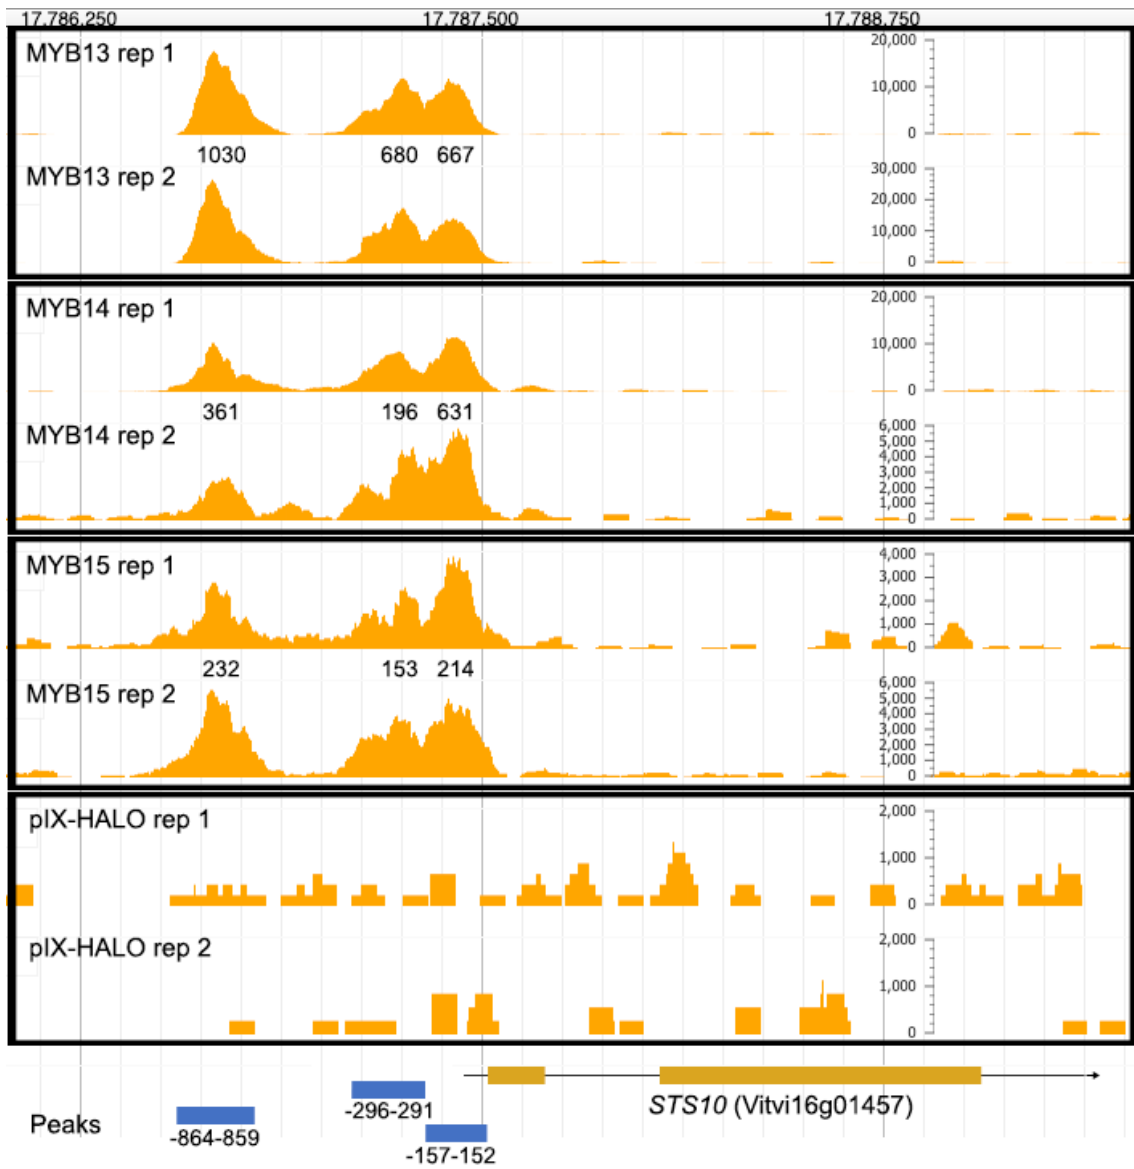 17.786.250 17.787.500 17.788.750
MYB13 rep 1
20,000
10,000
0
1030 680 667
MYB13 rep 2
30,000
20,000
10,000
0
MYB14 rep 1
20,000
10,000
0
361 196 631
MYB14 rep 2
6,000
5,000
4,000
3,000
2,000
1,000
0
MYB15 rep 1
4,000
3,000
2,000
1,000
0
232 153 214
MYB15 rep 2
6,000
5,000
4,000
3,000
2,000
1,000
0
pIX-HALO rep 1
2,000
1,000
0
pIX-HALO rep 2
2,000
1,000
0
-296-291
STS10 (Vitvi16g01457)
Peaks
-864-859
-157-152